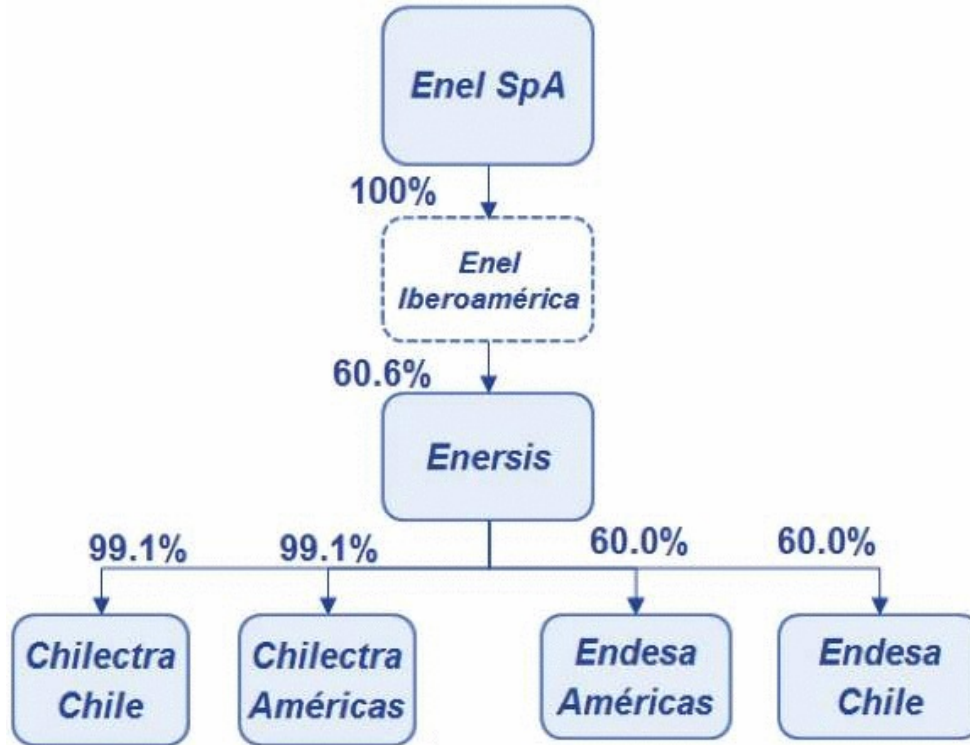 Enel SpA
100%
Enel
Iberoamérica
60.6%
Enersis
99.1%
99.1%
60.0%
60.0%
Chilectra
Chile
Chilectra
Américas
Endesa
Américas
Endesa
Chile